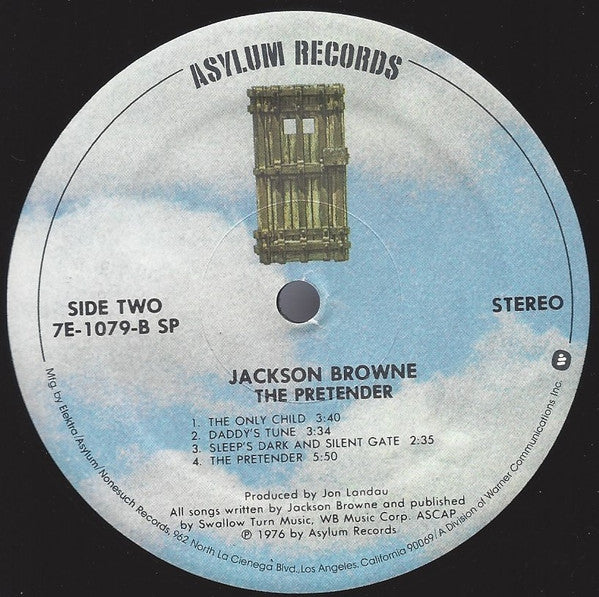 ASYLUM RECORDS
SIDE TWO
7E-1079-B SP
STEREO
JACKSON BROWNE
THE PRETENDER
1. THE ONLY CHILD 3:40
2. DADDY'S TUNE 3:34
3. SLEEP'S DARK AND SILENT GATE 2:35
4. THE PRETENDER 5:50
Produced by Jon Landau
All songs written by Jackson Browne and published
by Swallow Turn Music, WB Music Corp. ASCAP
℗ 1976 by Asylum Records
Mfg. by Elektra/Asylum/Nonesuch Records, 962 North La Cienega Blvd., Los Angeles, California 90069/A Division of Warner Communications Inc.